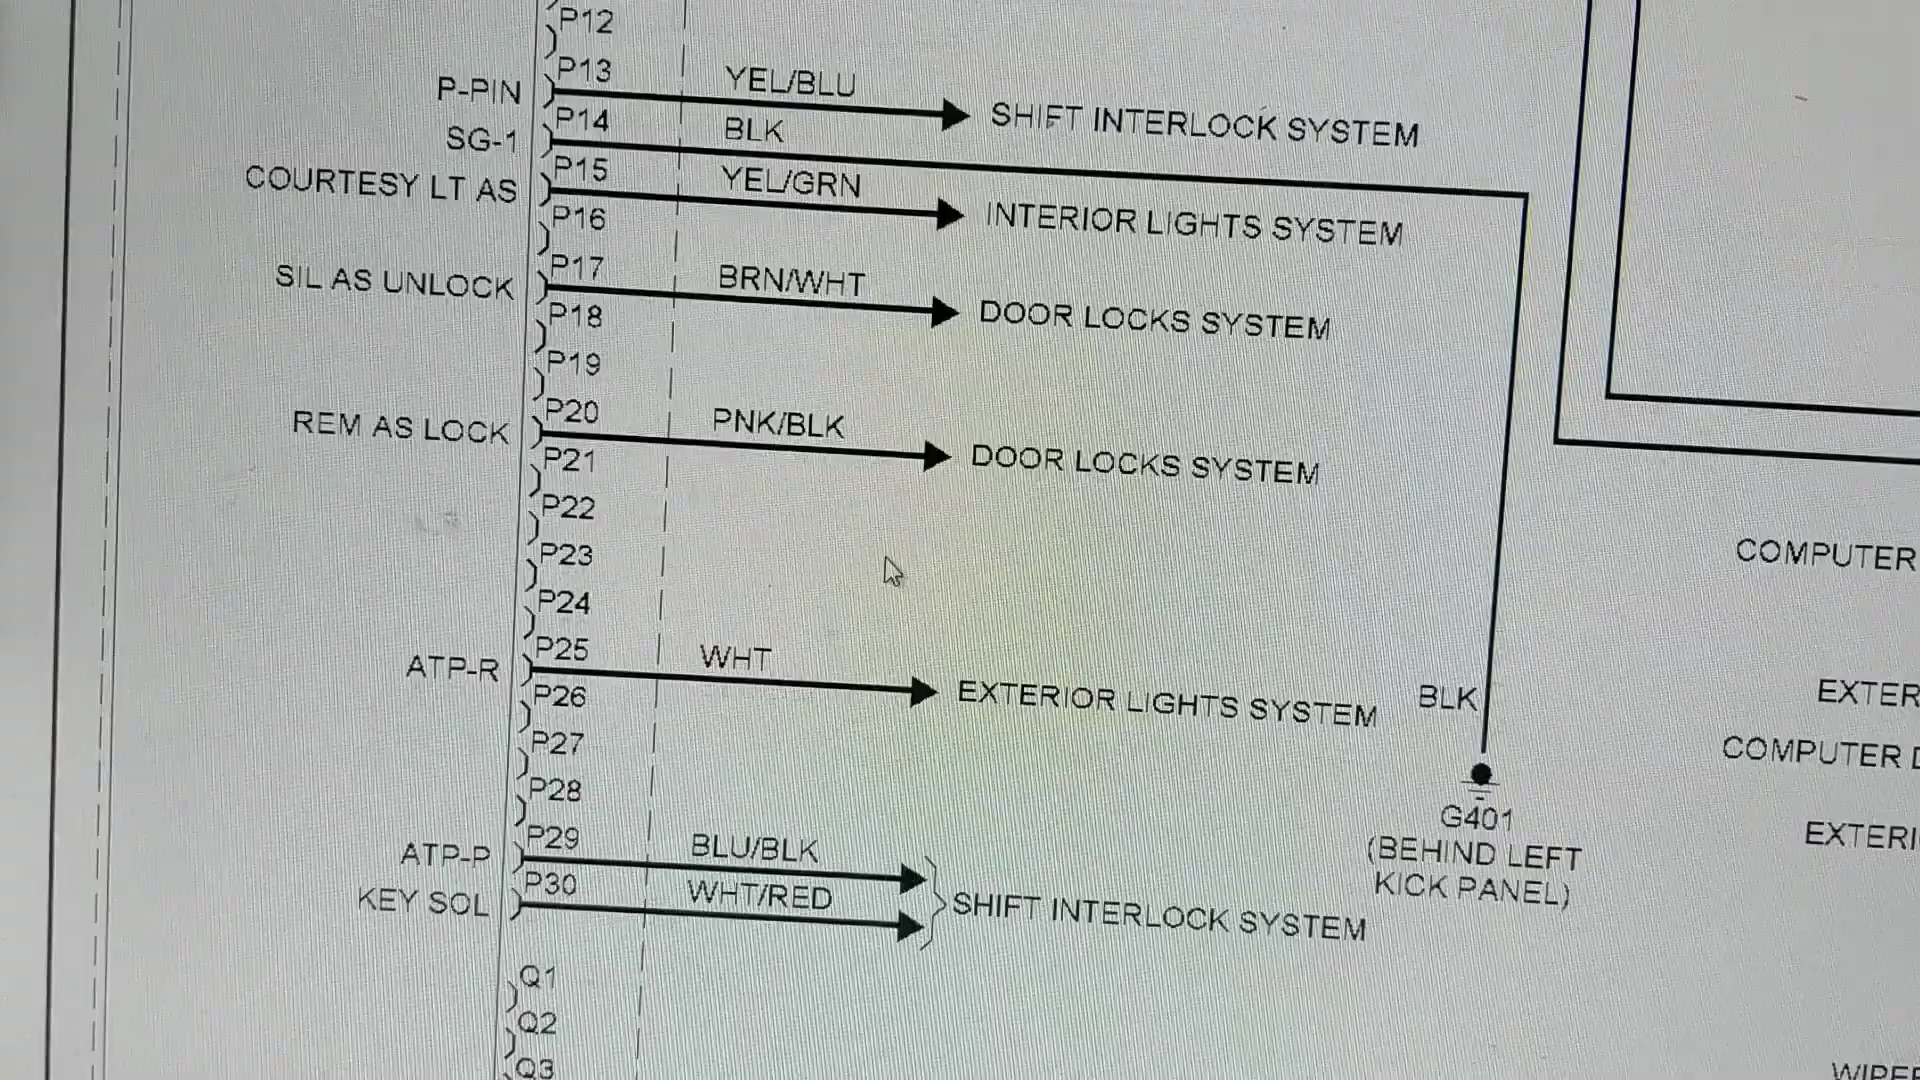 P12
P13
P-PIN YEL/BLU SHIFT INTERLOCK SYSTEM
P14
SG-1 BLK
P15
COURTESY LT AS YEL/GRN INTERIOR LIGHTS SYSTEM
P16
P17
SIL AS UNLOCK BRN/WHT DOOR LOCKS SYSTEM
P18
P19
P20
REM AS LOCK PNK/BLK DOOR LOCKS SYSTEM
P21
P22
P23
COMPUTER
P24
P25
ATP-R WHT EXTERIOR LIGHTS SYSTEM BLK
P26
P27
COMPUTER
P28
G401
(BEHIND LEFT
KICK PANEL)
P29
ATP-P BLU/BLK
P30
KEY SOL WHT/RED SHIFT INTERLOCK SYSTEM
Q1
Q2
Q3